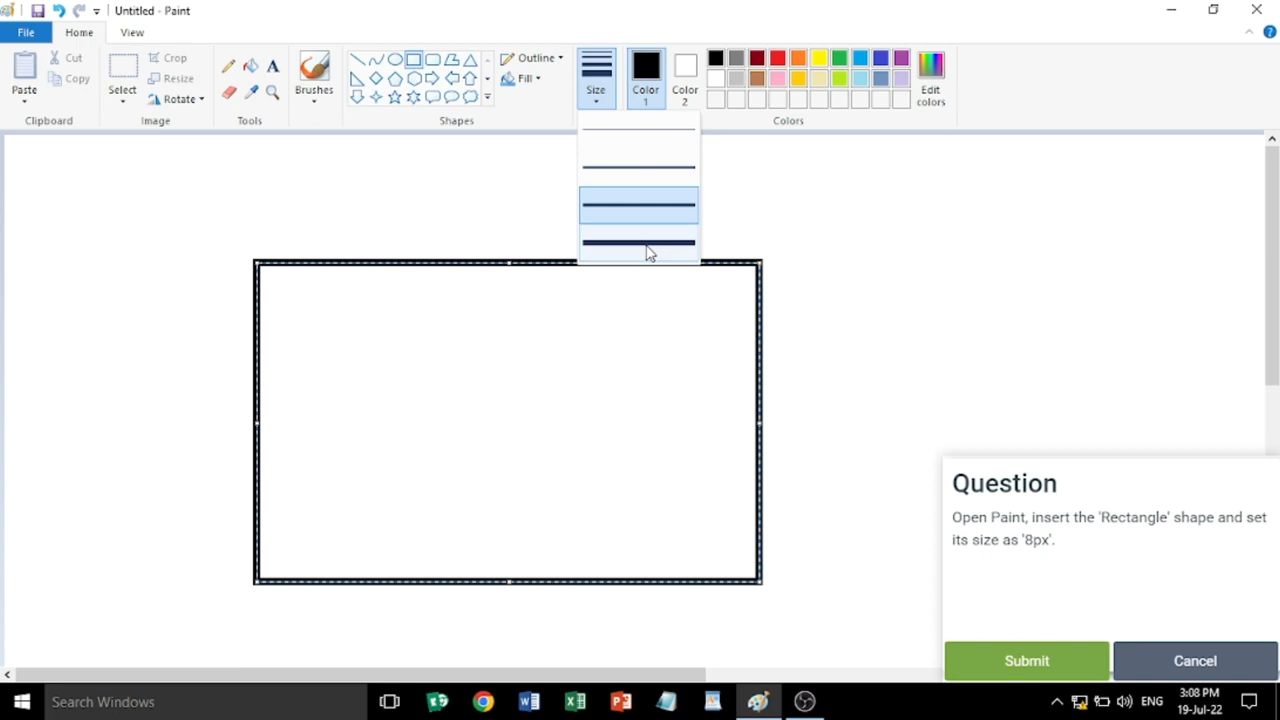 Untitled - Paint
File
Home
View
Paste
Cut
Copy
Clipboard
Select
Crop
Resize
Rotate
Image
Tools
Brushes
Shapes
Outline
Fill
Size
Color
1
Color
2
Edit
colors
Colors
Question
Open Paint, insert the 'Rectangle' shape and set
its size as '8px'.
Submit
Cancel
Search Windows
ENG
3:08 PM
19-Jul-22